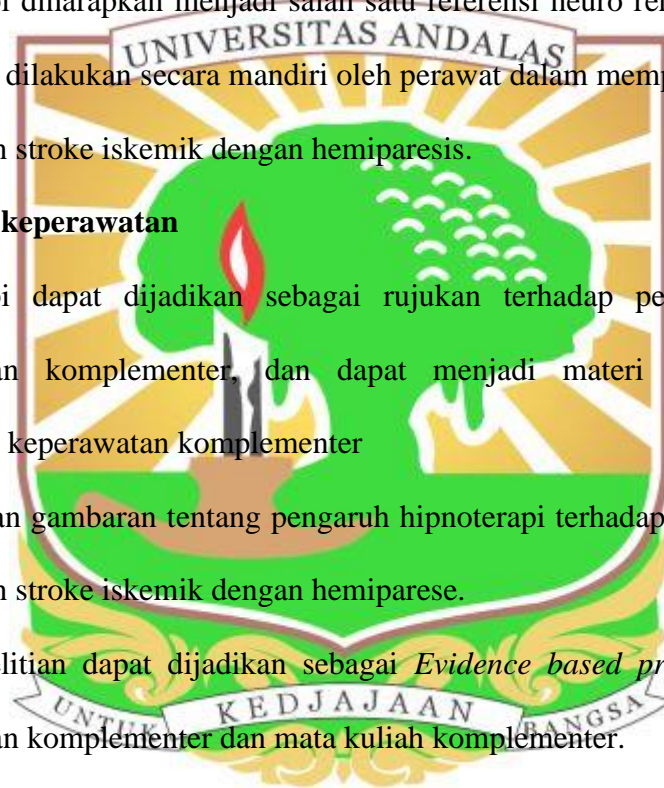 diharapkan menjadi salah satu referensi neuro
UNIVERSITAS ANDALAS
dilakukan secara mandiri oleh perawat dalam memp
n stroke iskemik dengan hemiparesis.
keperawatan
i dapat dijadikan sebagai rujukan terhadap pe
an komplementer, dan dapat menjadi materi
keperawatan komplementer
an gambaran tentang pengaruh hipnoterapi terhadap
n stroke iskemik dengan hemiparese.
elitian dapat dijadikan sebagai Evidence based pr
UNTUK KEDJAJAAN BANGSA
an komplementer dan mata kuliah komplementer.